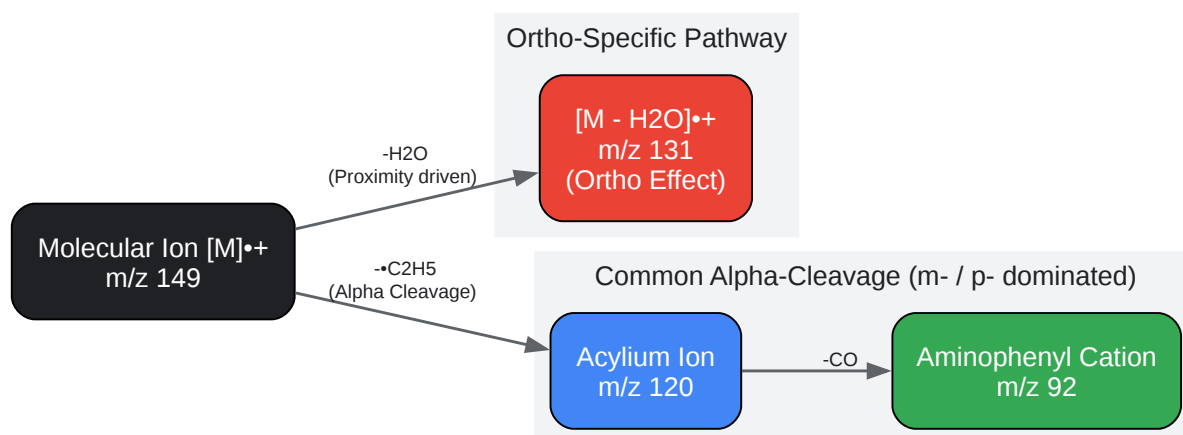 Ortho-Specific Pathway
[M - H2O]•+
m/z 131
(Ortho Effect)
-H2O
(Proximity driven)
Molecular Ion [M]•+
m/z 149
-•C2H5
(Alpha Cleavage)
Common Alpha-Cleavage (m- / p- dominated)
Acylium Ion
m/z 120
-CO
Aminophenyl Cation
m/z 92